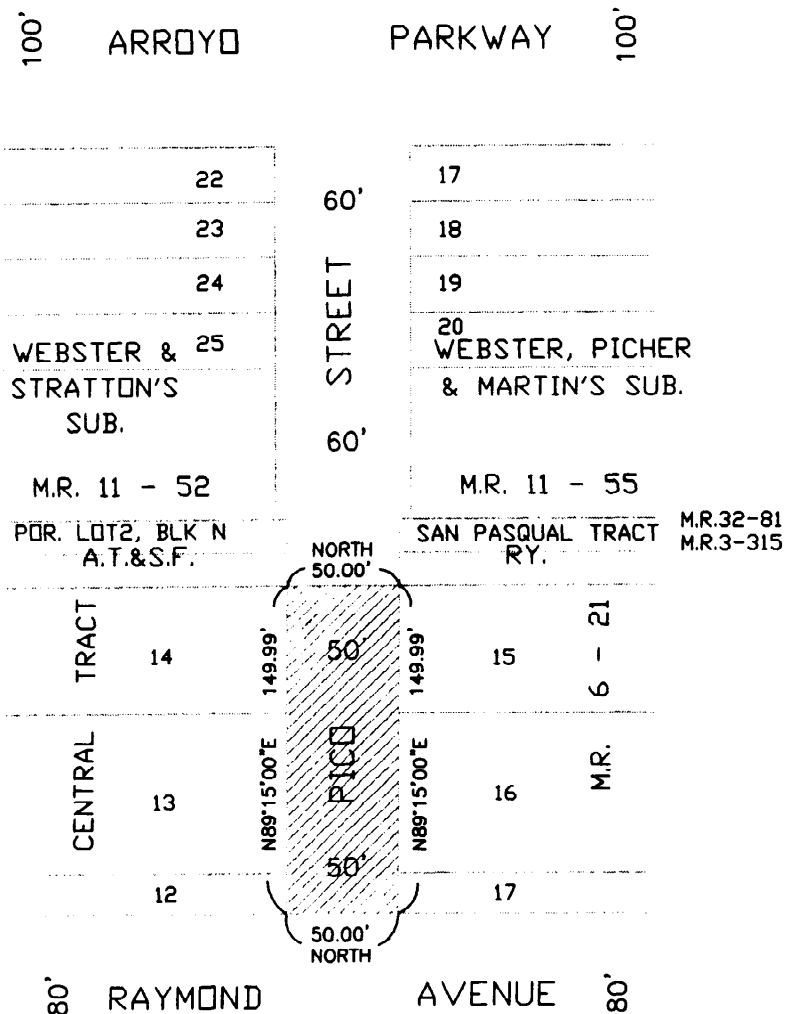 100' ARROYO PARKWAY 100'
22 17
60'
23 18
24 19
STREET
25 20
WEBSTER & WEBSTER, PICHER
STRATTON'S & MARTIN'S SUB.
SUB.
60'
M.R. 11 - 52 M.R. 11 - 55
POR. LOT2, BLK N SAN PASQUAL TRACT M.R.32-81
A.T.&S.F. RY. M.R.3-315
NORTH
50.00'
TRACT 14 149.99' 50' 149.99' 15 6 - 21
CENTRAL 13 N89°15'00"E PICO N89°15'00"E 16 M.R.
50'
12 17
50.00'
NORTH
80' RAYMOND AVENUE 80'